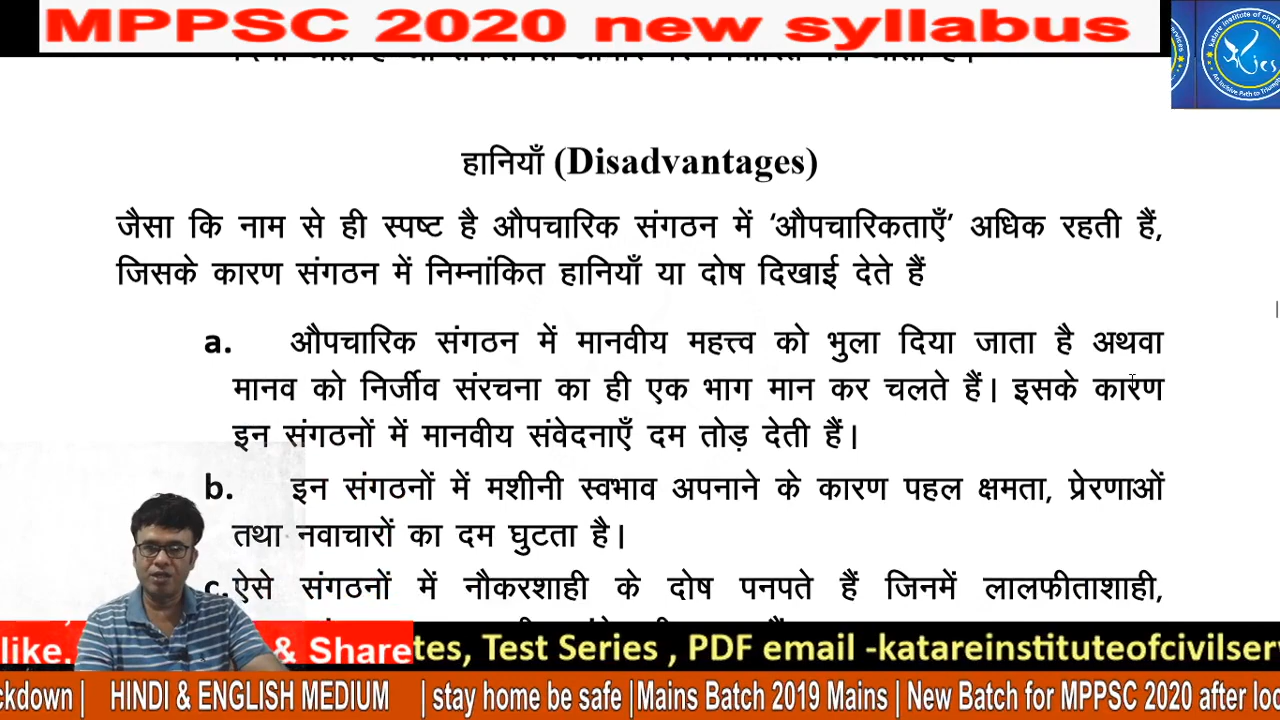 MPPSC 2020 new syllabus
हानियाँ (Disadvantages)
जैसा कि नाम से ही स्पष्ट है औपचारिक संगठन में ‘औपचारिकताएँ’ अधिक रहती हैं,
जिसके कारण संगठन में निम्नांकित हानियाँ या दोष दिखाई देते हैं
a. औपचारिक संगठन में मानवीय महत्त्व को भुला दिया जाता है अथवा
मानव को निर्जीव संरचना का ही एक भाग मान कर चलते हैं। इसके कारण
इन संगठनों में मानवीय संवेदनाएँ दम तोड़ देती हैं।
b. इन संगठनों में मशीनी स्वभाव अपनाने के कारण पहल क्षमता, प्रेरणाओं
तथा नवाचारों का दम घुटता है।
c. ऐसे संगठनों में नौकरशाही के दोष पनपते हैं जिनमें लालफीताशाही,
like, & Share tes, Test Series , PDF email -katareinstituteofcivilser
ckdown | HINDI & ENGLISH MEDIUM | stay home be safe |Mains Batch 2019 Mains | New Batch for MPPSC 2020 after loc